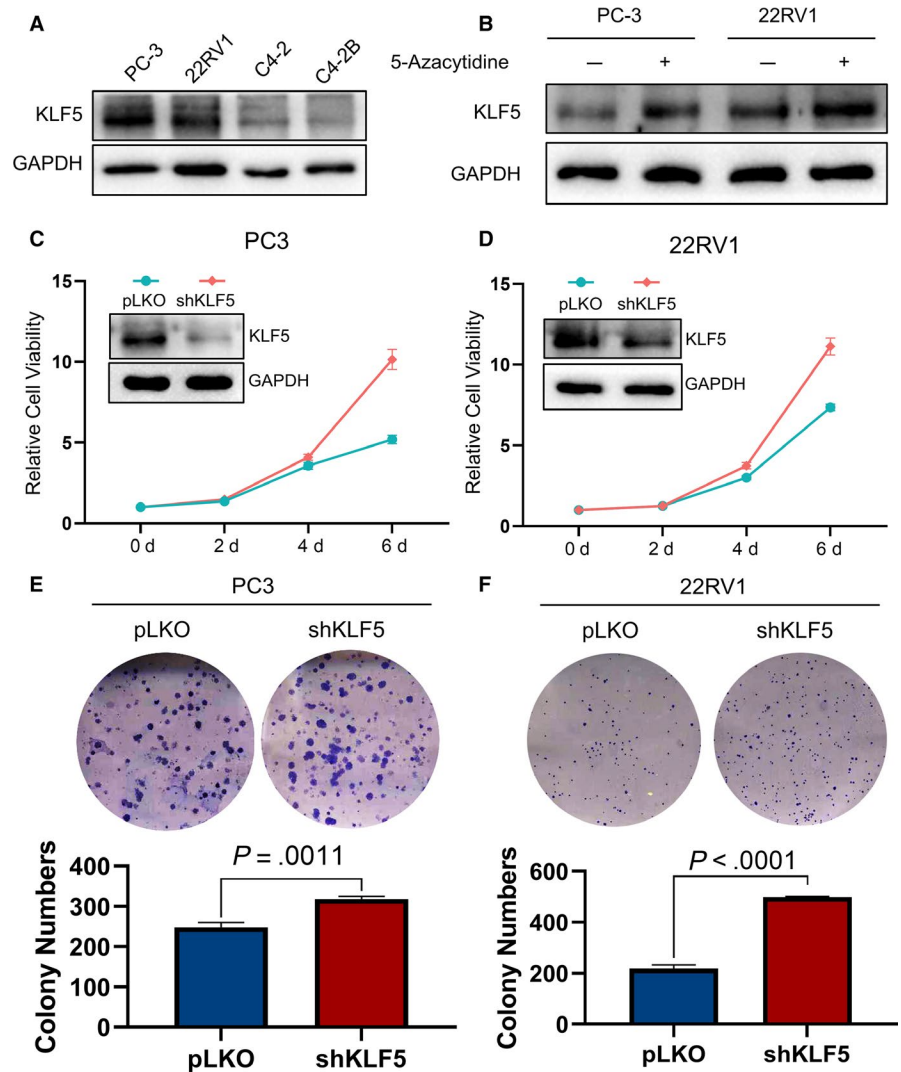 A
PC-3 22RV1 C4-2 C4-2B
KLF5
GAPDH
B
PC-3 22RV1
5-Azacytidine — + — +
KLF5
GAPDH
C
PC3
Relative Cell Viability
15
10
5
0
0 d 2 d 4 d 6 d
pLKO shKLF5
KLF5
GAPDH
D
22RV1
Relative Cell Viability
15
10
5
0
0 d 2 d 4 d 6 d
pLKO shKLF5
KLF5
GAPDH
E
PC3
pLKO shKLF5
Colony Numbers
400
300
200
100
0
P = .0011
pLKO shKLF5
F
22RV1
pLKO shKLF5
Colony Numbers
600
400
200
0
P < .0001
pLKO shKLF5